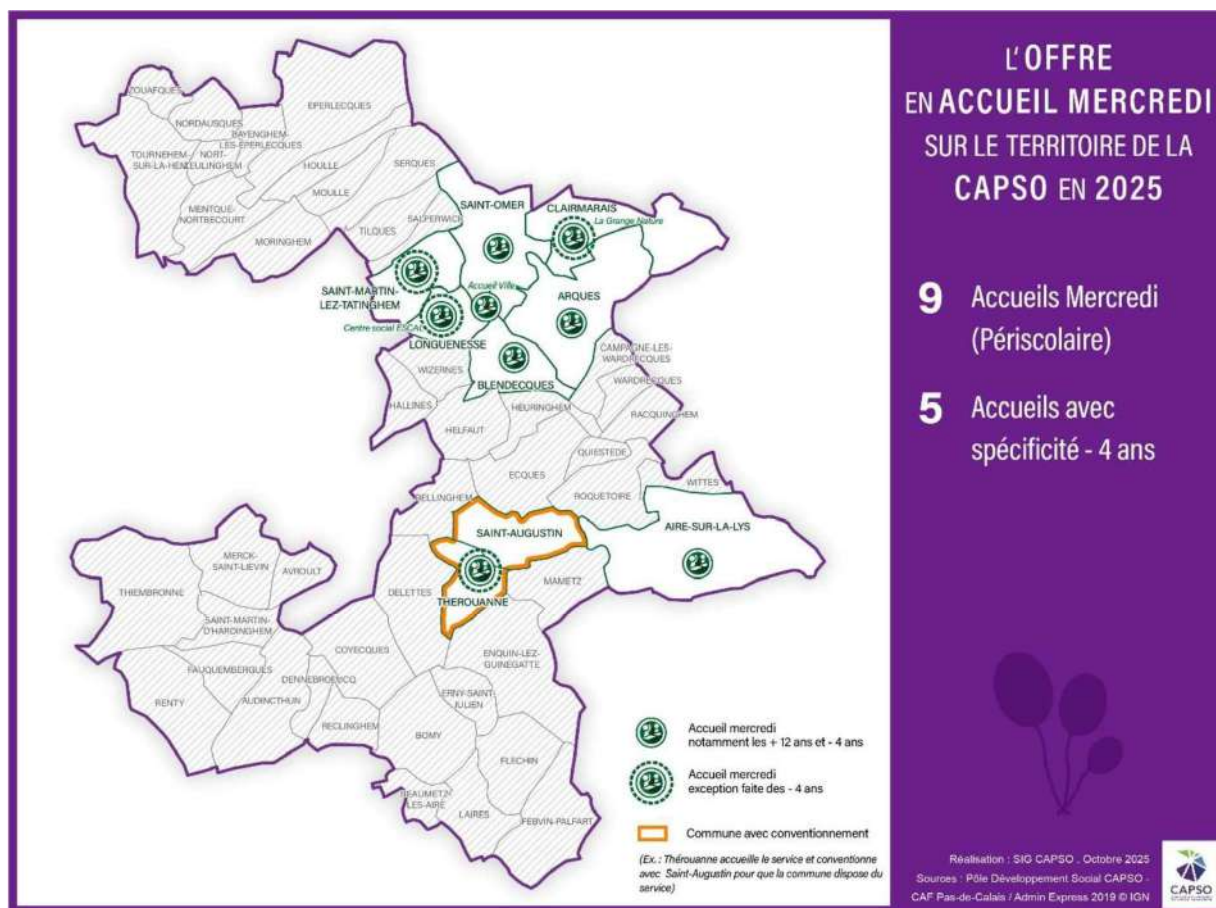 L'OFFRE
EN ACCUEIL MERCREDI
SUR LE TERRITOIRE DE LA
CAPSO EN 2025
9 Accueils Mercredi
(Périscolaire)
5 Accueils avec
spécificité - 4 ans
ZOUAFQUES
EPERLECQUES
NORDAUSQUES
BAYENGHEM-
LES-EPERLECQUES
TOURNEHEM-
SUR-LA-HEM
NORT-
LEULINGHEM
HOULLE
SERQUES
MOULLE
MENTQUE-
NORTBECOURT
SALPERWICK
TILQUES
MORINGHEM
SAINT-OMER
CLAIRMARAIS
La Grange Nature
SAINT-MARTIN-
LEZ-TATINGHEM
Accueil Ville
ARQUES
Centre social ESCAL
LONGUENESSE
WIZERNES
BLENDECQUES
CAMPAGNE-LES-
WARDRECQUES
WARDRECQUES
HALLINES
HEURINGHEM
RACQUINGHEM
HELFAUT
QUIESTEDE
ECQUES
WITTES
BELLINGHEM
ROQUETOIRE
SAINT-AUGUSTIN
AIRE-SUR-LA-LYS
MERCK-
SAINT-LIEVIN
AVROULT
THIEMBRONNE
DELETTES
MAMETZ
THEROUANNE
SAINT-MARTIN-
D'HARDINGHEM
COYECQUES
ENQUIN-LEZ-
GUINEGATTE
FAUQUEMBERGUES
DENNEBROEUCQ
RENTY
AUDINCTHUN
ERNY-SAINT-
JULIEN
RECLINGHEM
BOMY
FLECHIN
BEAUMETZ-
LES-AIRE
LAIRES
FEBVIN-PALFART
Accueil mercredi
notamment les + 12 ans et - 4 ans
Accueil mercredi
exception faite des - 4 ans
Commune avec conventionnement
(Ex. : Thérouanne accueille le service et conventionne
avec Saint-Augustin pour que la commune dispose du
service)
Réalisation : SIG CAPSO . Octobre 2025
Sources : Pôle Développement Social CAPSO -
CAF Pas-de-Calais / Admin Express 2019 © IGN
CAPSO